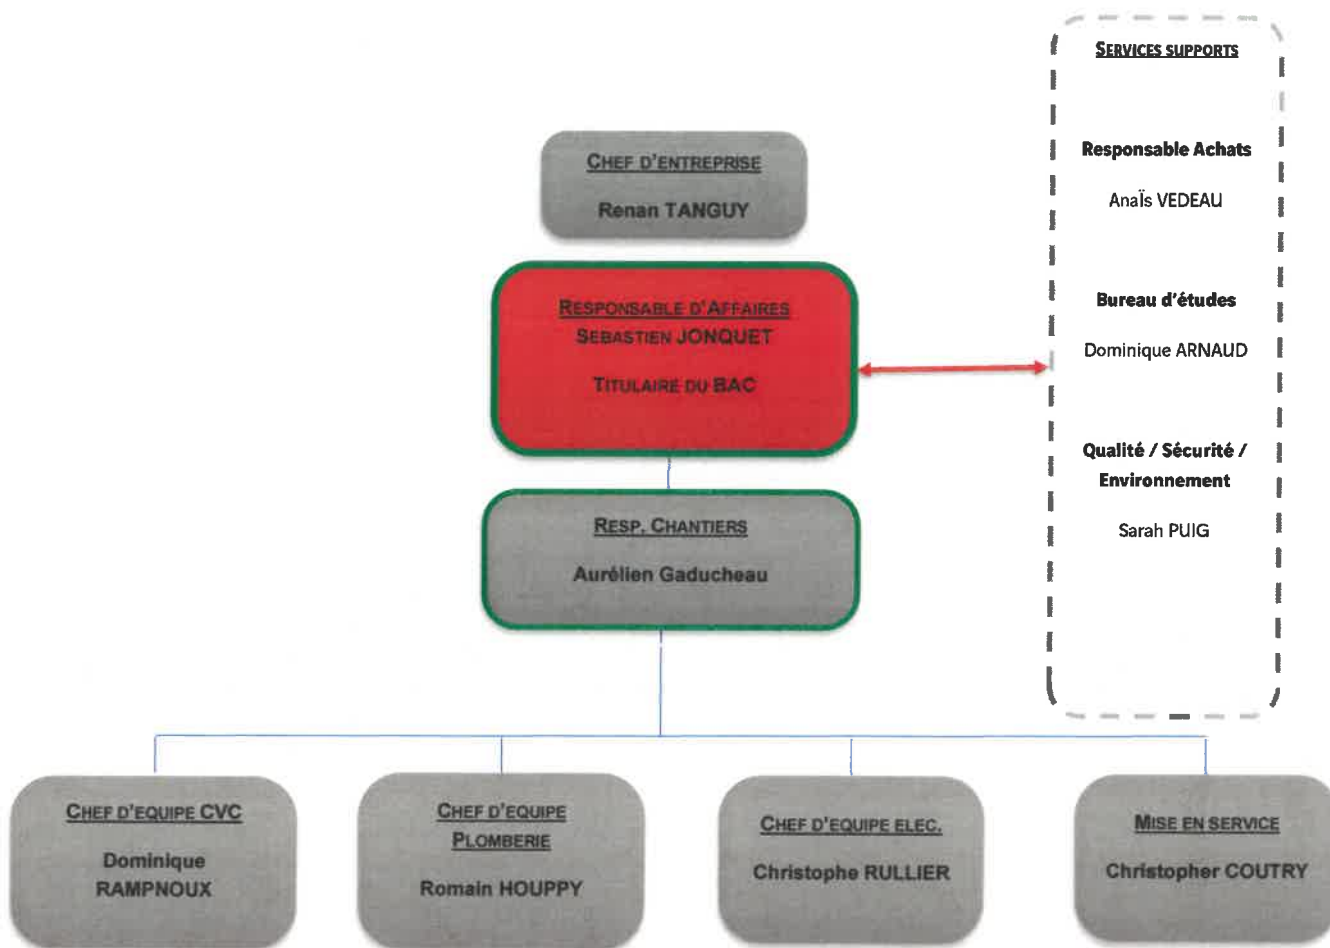 SERVICES SUPPORTS
Responsable Achats
AnaÏs VEDEAU
Bureau d'études
Dominique ARNAUD
Qualité / Sécurité /
Environnement
Sarah PUIG
CHEF D'ENTREPRISE
Renan TANGUY
RESPONSABLE D'AFFAIRES
SEBASTIEN JONQUET
TITULAIRE DU BAC
RESP. CHANTIERS
Aurélien Gaducheau
CHEF D'EQUIPE CVC
Dominique
RAMPNOUX
CHEF D'EQUIPE
PLOMBERIE
Romain HOUPPY
CHEF D'EQUIPE ELEC.
Christophe RULLIER
MISE EN SERVICE
Christopher COUTRY